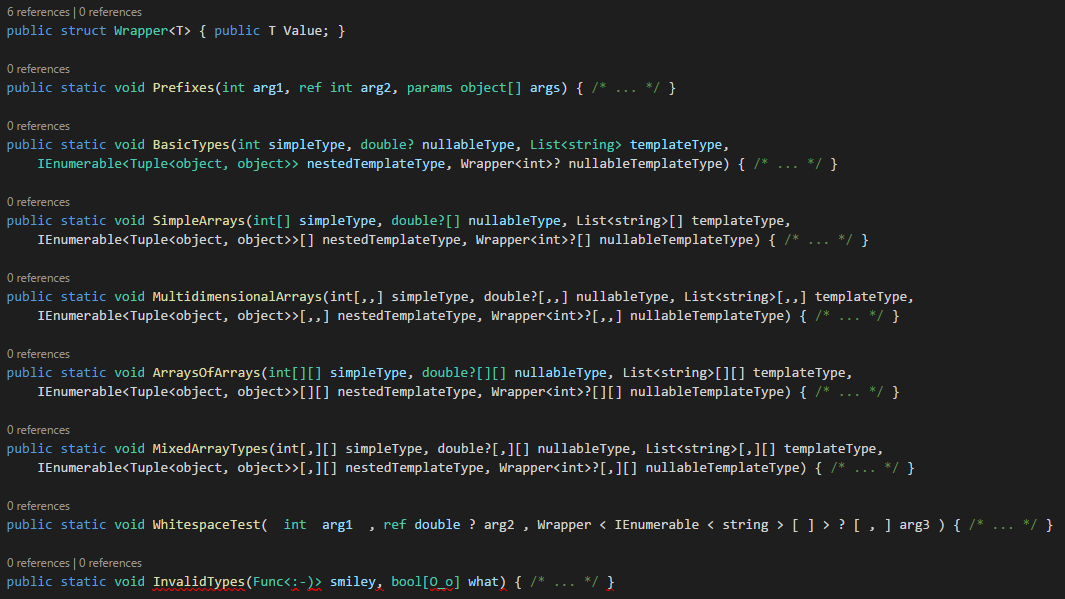 6 references | 0 references
public struct Wrapper<T> { public T Value; }
0 references
public static void Prefixes(int arg1, ref int arg2, params object[] args) { /* ... */ }
0 references
public static void BasicTypes(int simpleType, double? nullableType, List<string> templateType,
IEnumerable<Tuple<object, object>> nestedTemplateType, Wrapper<int>? nullableTemplateType) { /* ... */ }
0 references
public static void SimpleArrays(int[] simpleType, double?[] nullableType, List<string>[] templateType,
IEnumerable<Tuple<object, object>>[] nestedTemplateType, Wrapper<int>?[] nullableTemplateType) { /* ... */ }
0 references
public static void MultidimensionalArrays(int[,,] simpleType, double?[,,] nullableType, List<string>[,,] templateType,
IEnumerable<Tuple<object, object>>[,,] nestedTemplateType, Wrapper<int>?[,,] nullableTemplateType) { /* ... */ }
0 references
public static void ArraysOfArrays(int[][] simpleType, double?[][] nullableType, List<string>[][] templateType,
IEnumerable<Tuple<object, object>>[][] nestedTemplateType, Wrapper<int>?[][] nullableTemplateType) { /* ... */ }
0 references
public static void MixedArrayTypes(int[,][] simpleType, double?[,][] nullableType, List<string>[,][] templateType,
IEnumerable<Tuple<object, object>>[,][] nestedTemplateType, Wrapper<int>?[,][] nullableTemplateType) { /* ... */ }
0 references
public static void WhitespaceTest(  int  arg1  , ref double ? arg2 , Wrapper < IEnumerable < string > [ ] > ? [ , ] arg3 ) { /* ... */ }
0 references | 0 references
public static void InvalidTypes(Func<:-)> smiley, bool[O_o] what) { /* ... */ }